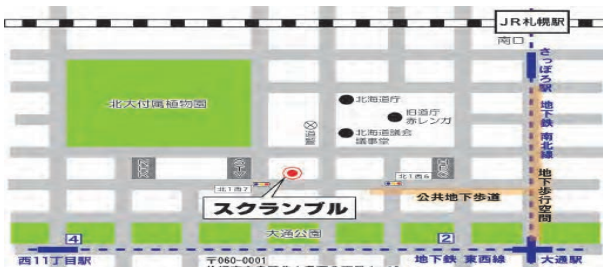 JR札幌駅
南口
さっぽろ駅
地下鉄 南北線
北大付属植物園
北海道庁
旧道庁
赤レンガ
北海道議会
議事堂
北1西7
北1西6
スクランブル
公共地下歩道
地下歩行空間
大通公園
4
2
西11丁目駅
〒060-0001
地下鉄 東西線
大通駅